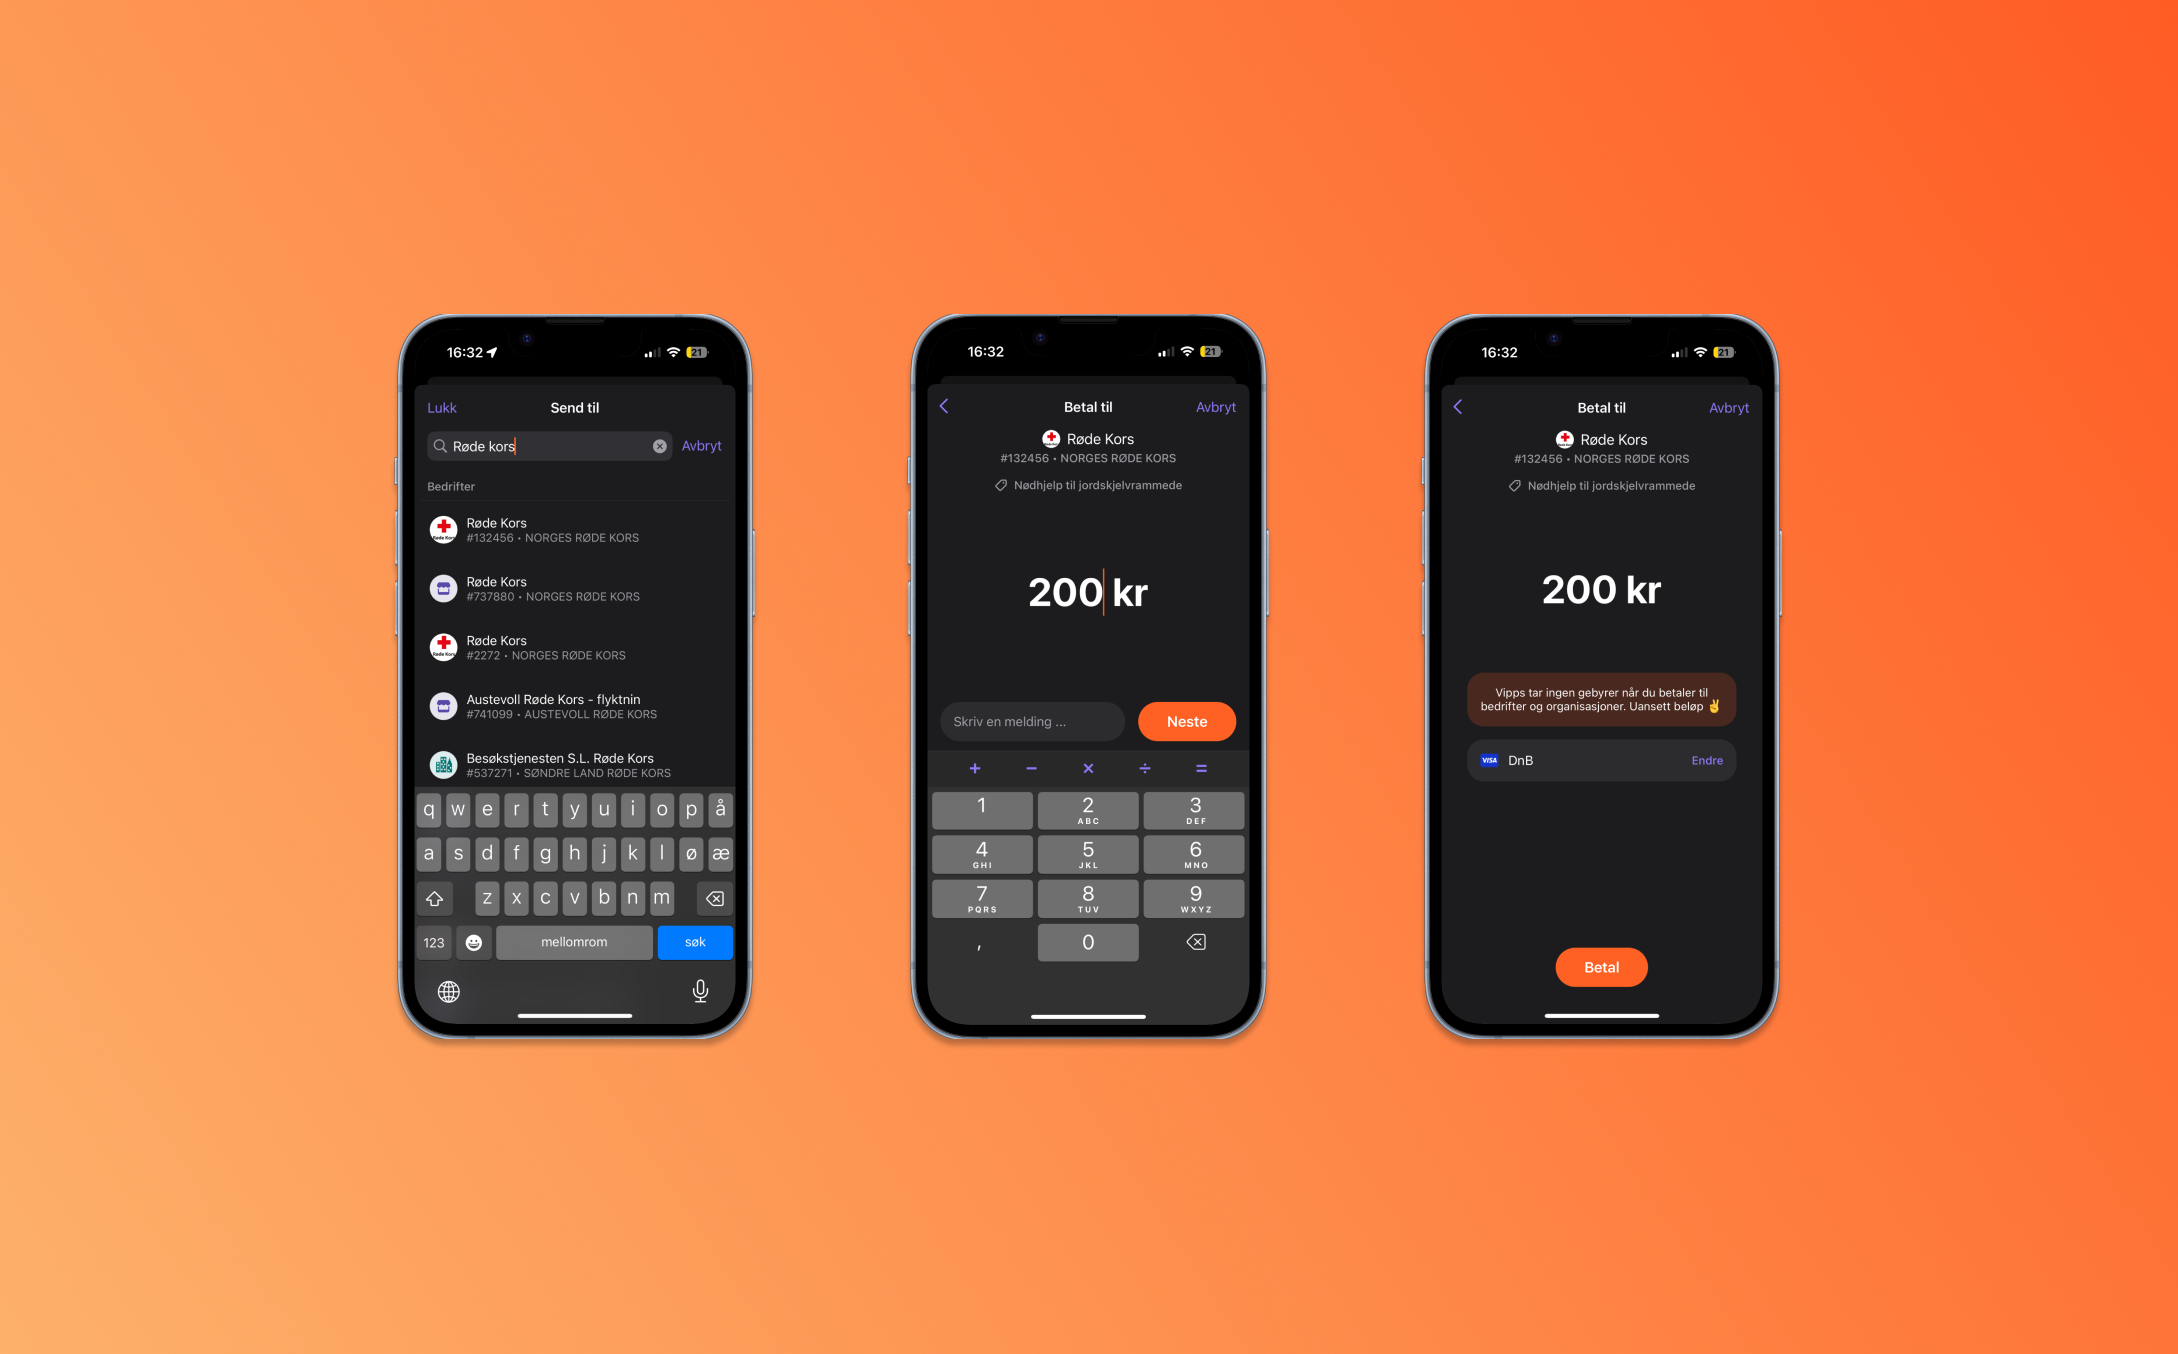 16:32
21
Lukk
Send til
Røde kors
Avbryt
Bedrifter
Røde Kors
#132456 • NORGES RØDE KORS
Røde Kors
#737880 • NORGES RØDE KORS
Røde Kors
#2272 • NORGES RØDE KORS
Austevoll Røde Kors - flyktnin
#741099 • AUSTEVOLL RØDE KORS
Besøkstjenesten S.L. Røde Kors
#537271 • SØNDRE LAND RØDE KORS
q w e r t y u i o p å
a s d f g h j k l ø æ
z x c v b n m
123
mellomrom
søk
16:32
21
Betal til
Avbryt
Røde Kors
#132456 • NORGES RØDE KORS
Nødhjelp til jordskjelvrammede
200 kr
Skriv en melding ...
Neste
+ − × ÷ =
1 2 3
ABC DEF
4 5 6
GHI JKL MNO
7 8 9
PQRS TUV WXYZ
, 0
16:32
21
Betal til
Avbryt
Røde Kors
#132456 • NORGES RØDE KORS
Nødhjelp til jordskjelvrammede
200 kr
Vipps tar ingen gebyrer når du betaler til
bedrifter og organisasjoner. Uansett beløp ✌️
VISA
DnB
Endre
Betal